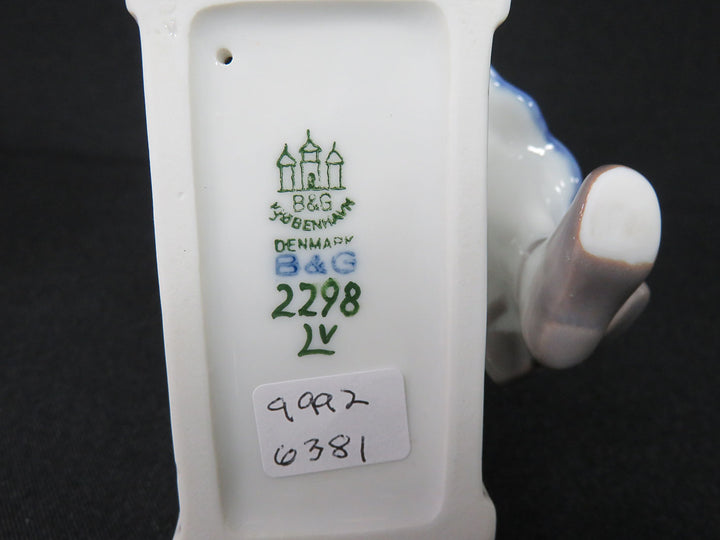 B&G
KJØBENHAVN
DENMARK
B&G
2298
LV
9992
6381